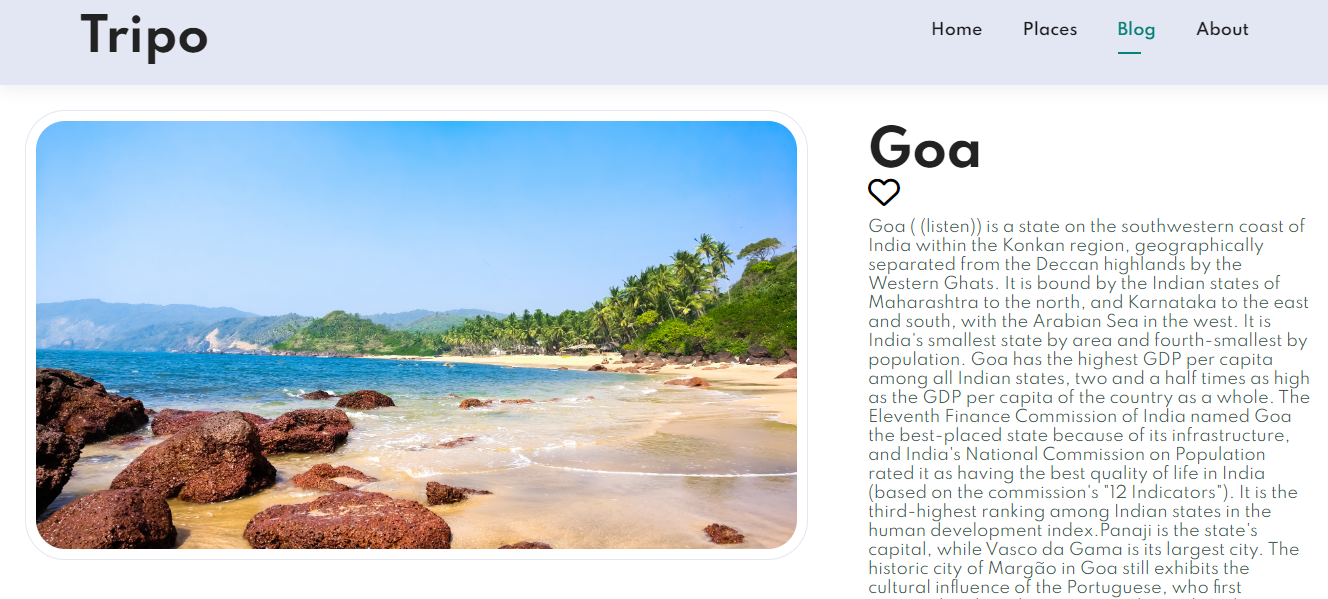 Tripo
Home Places Blog About
Goa
Goa ( (listen)) is a state on the southwestern coast of
India within the Konkan region, geographically
separated from the Deccan highlands by the
Western Ghats. It is bound by the Indian states of
Maharashtra to the north, and Karnataka to the east
and south, with the Arabian Sea in the west. It is
India's smallest state by area and fourth-smallest by
population. Goa has the highest GDP per capita
among all Indian states, two and a half times as high
as the GDP per capita of the country as a whole. The
Eleventh Finance Commission of India named Goa
the best-placed state because of its infrastructure,
and India's National Commission on Population
rated it as having the best quality of life in India
(based on the commission's "12 Indicators"). It is the
third-highest ranking among Indian states in the
human development index.Panaji is the state's
capital, while Vasco da Gama is its largest city. The
historic city of Margão in Goa still exhibits the
cultural influence of the Portuguese, who first